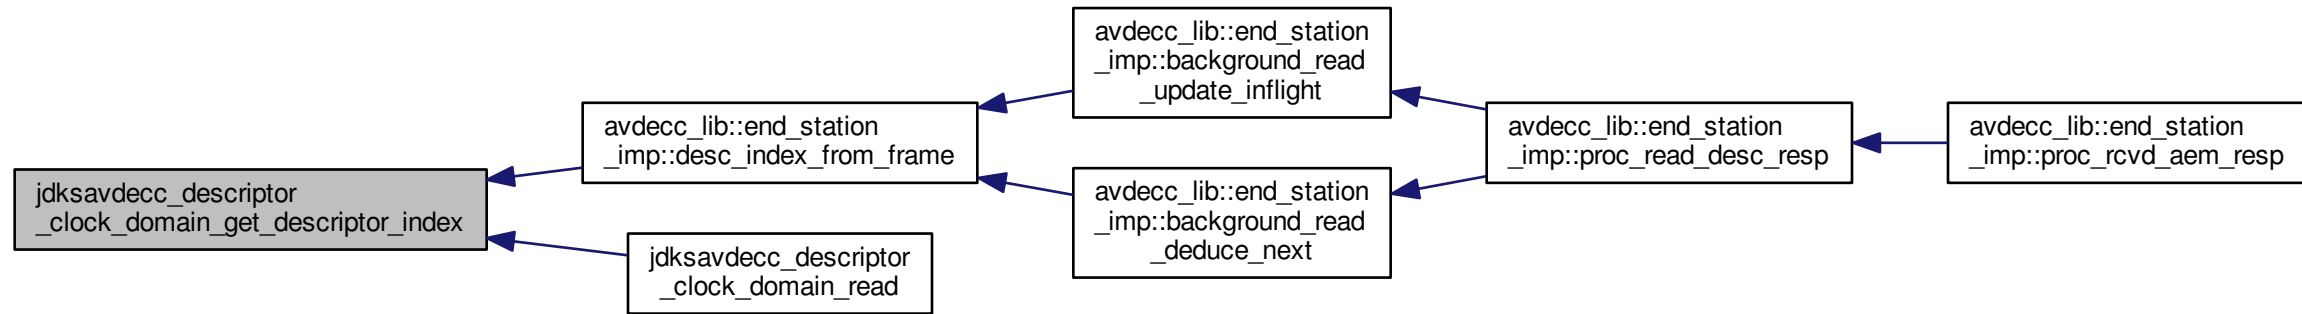 jdksavdecc_descriptor
_clock_domain_get_descriptor_index
avdecc_lib::end_station
_imp::desc_index_from_frame
jdksavdecc_descriptor
_clock_domain_read
avdecc_lib::end_station
_imp::background_read
_update_inflight
avdecc_lib::end_station
_imp::background_read
_deduce_next
avdecc_lib::end_station
_imp::proc_read_desc_resp
avdecc_lib::end_station
_imp::proc_rcvd_aem_resp